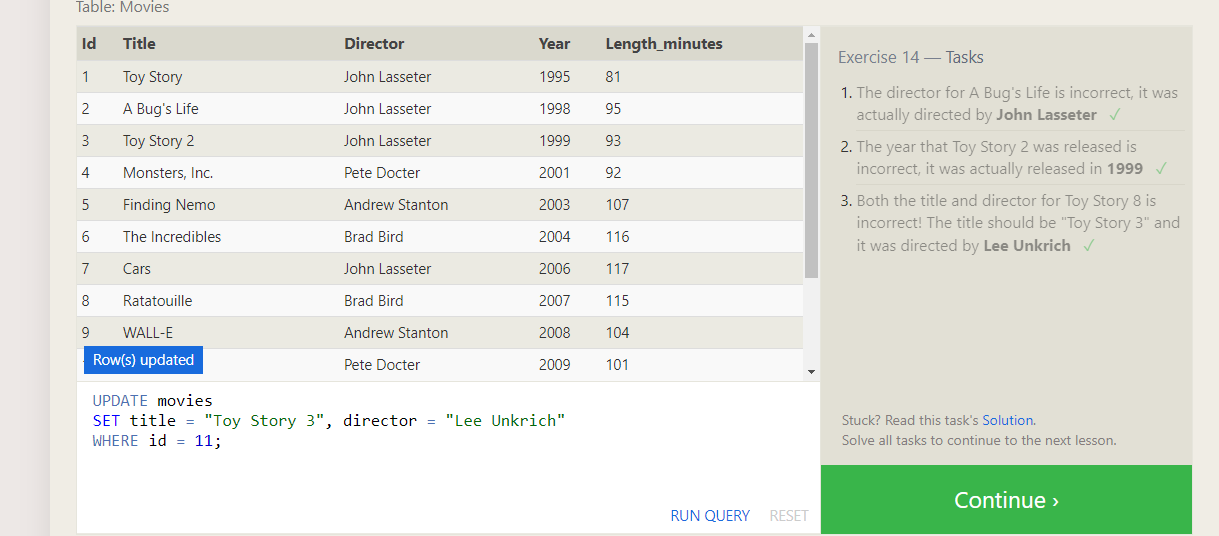 Table: Movies
Id Title Director Year Length_minutes
1 Toy Story John Lasseter 1995 81
2 A Bug's Life John Lasseter 1998 95
3 Toy Story 2 John Lasseter 1999 93
4 Monsters, Inc. Pete Docter 2001 92
5 Finding Nemo Andrew Stanton 2003 107
6 The Incredibles Brad Bird 2004 116
7 Cars John Lasseter 2006 117
8 Ratatouille Brad Bird 2007 115
9 WALL-E Andrew Stanton 2008 104
Row(s) updated Pete Docter 2009 101
UPDATE movies
SET title = "Toy Story 3", director = "Lee Unkrich"
WHERE id = 11;
RUN QUERY RESET
Exercise 14 — Tasks
1. The director for A Bug's Life is incorrect, it was
actually directed by John Lasseter ✓
2. The year that Toy Story 2 was released is
incorrect, it was actually released in 1999 ✓
3. Both the title and director for Toy Story 8 is
incorrect! The title should be "Toy Story 3" and
it was directed by Lee Unkrich ✓
Stuck? Read this task's Solution.
Solve all tasks to continue to the next lesson.
Continue ›